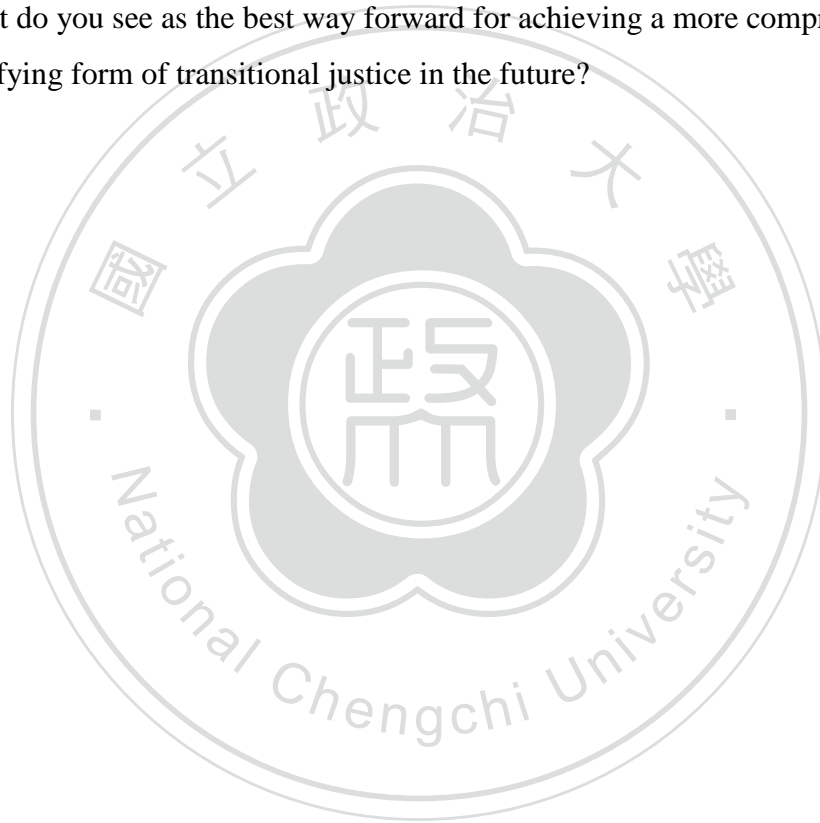 t do you see as the best way forward for achieving a more compr
fying form of transitional justice in the future?
國立政治大學
政
National Chengchi University